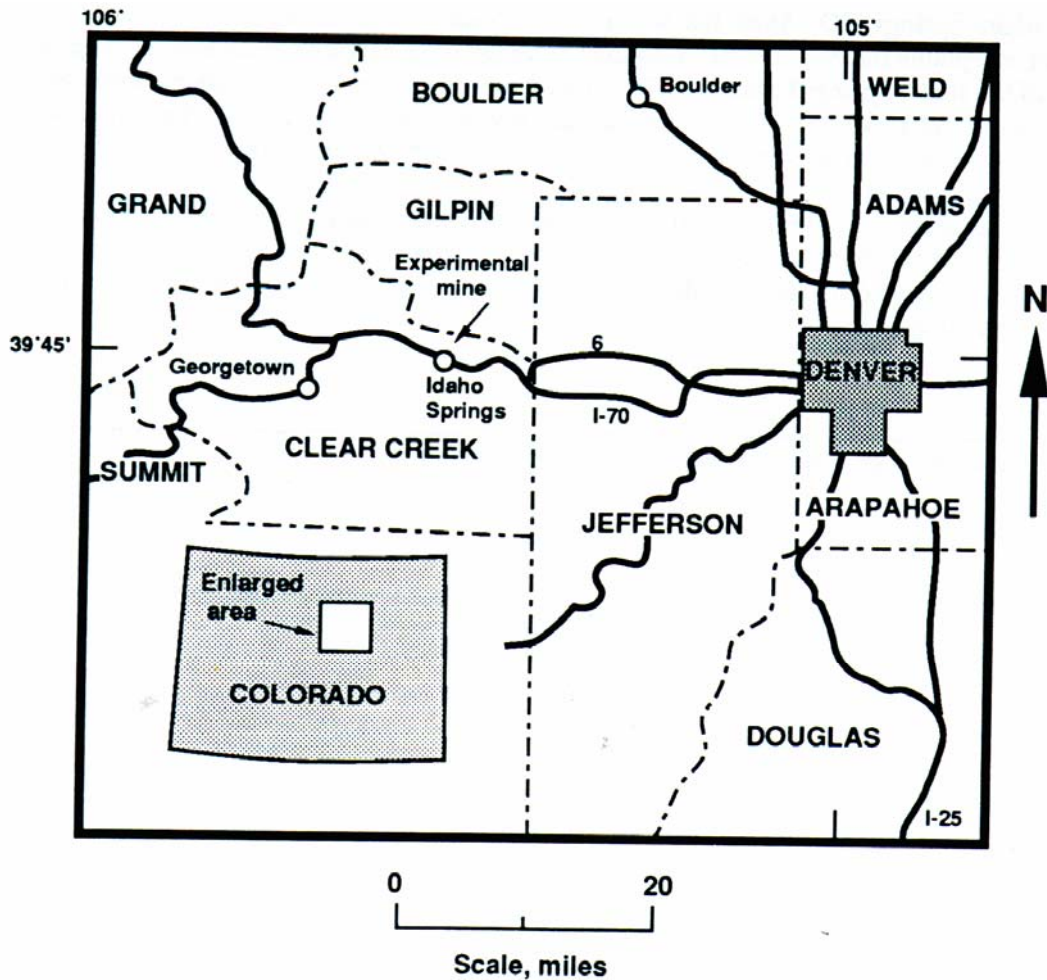 106°
105°
BOULDER
Boulder
WELD
GRAND
GILPIN
ADAMS
Experimental
mine
N
39°45'
Georgetown
6
DENVER
Idaho
Springs
I-70
CLEAR CREEK
SUMMIT
JEFFERSON
ARAPAHOE
Enlarged
area
COLORADO
DOUGLAS
I-25
0 20
Scale, miles